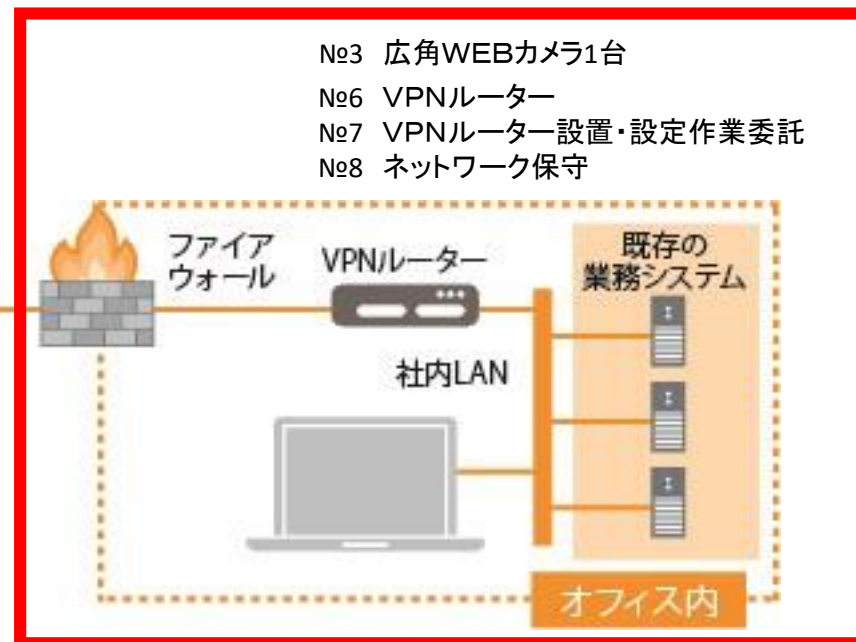 №3 広角WEBカメラ1台
№6 VPNルーター
№7 VPNルーター設置・設定作業委託
№8 ネットワーク保守
ファイア
ウォール
VPNルーター
既存の
業務システム
社内LAN
オフィス内